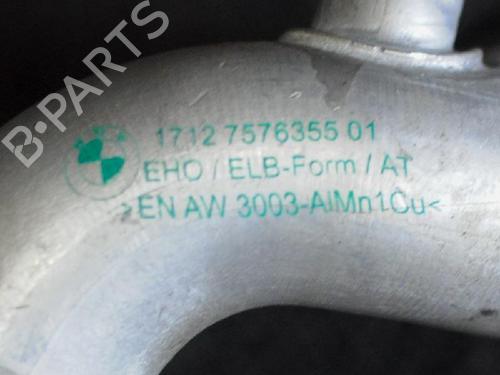 B-PARTS
1712 7576355 01
EHO / ELB-Form / AT
>EN AW 3003-AlMn1Cu<